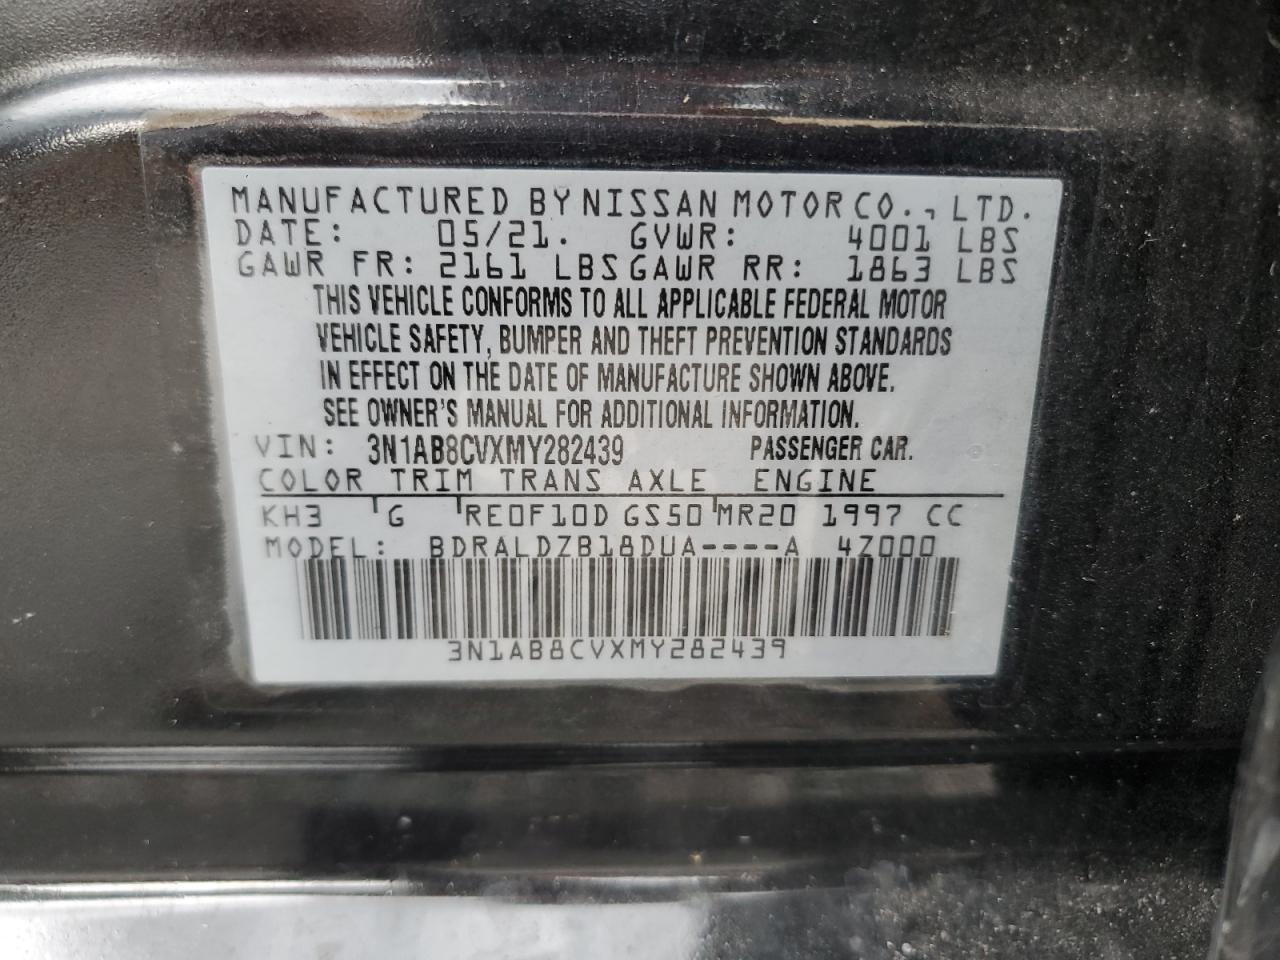 MANUFACTURED BY NISSAN MOTOR CO., LTD.
DATE: 05/21. GVWR: 4001 LBS
GAWR FR: 2161 LBS GAWR RR: 1863 LBS
THIS VEHICLE CONFORMS TO ALL APPLICABLE FEDERAL MOTOR
VEHICLE SAFETY, BUMPER AND THEFT PREVENTION STANDARDS
IN EFFECT ON THE DATE OF MANUFACTURE SHOWN ABOVE.
SEE OWNER'S MANUAL FOR ADDITIONAL INFORMATION.
VIN: 3N1AB8CVXMY282439 PASSENGER CAR.
COLOR TRIM TRANS AXLE ENGINE
KH3 G RE0F10D GS50 MR20 1997 CC
MODEL: BDRALDZB18DUA----A 4Z000
3N1AB8CVXMY282439